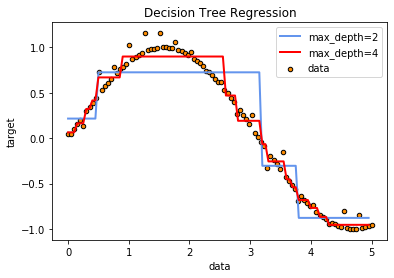 Decision Tree Regression
max_depth=2
max_depth=4
data
1.0
0.5
0.0
−0.5
−1.0
target
0 1 2 3 4 5
data